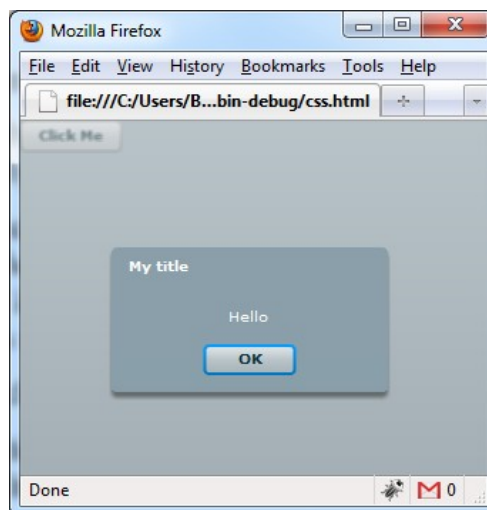 Mozilla Firefox
File Edit View History Bookmarks Tools Help
file:///C:/Users/B...bin-debug/css.html
Click Me
My title
Hello
OK
Done 0